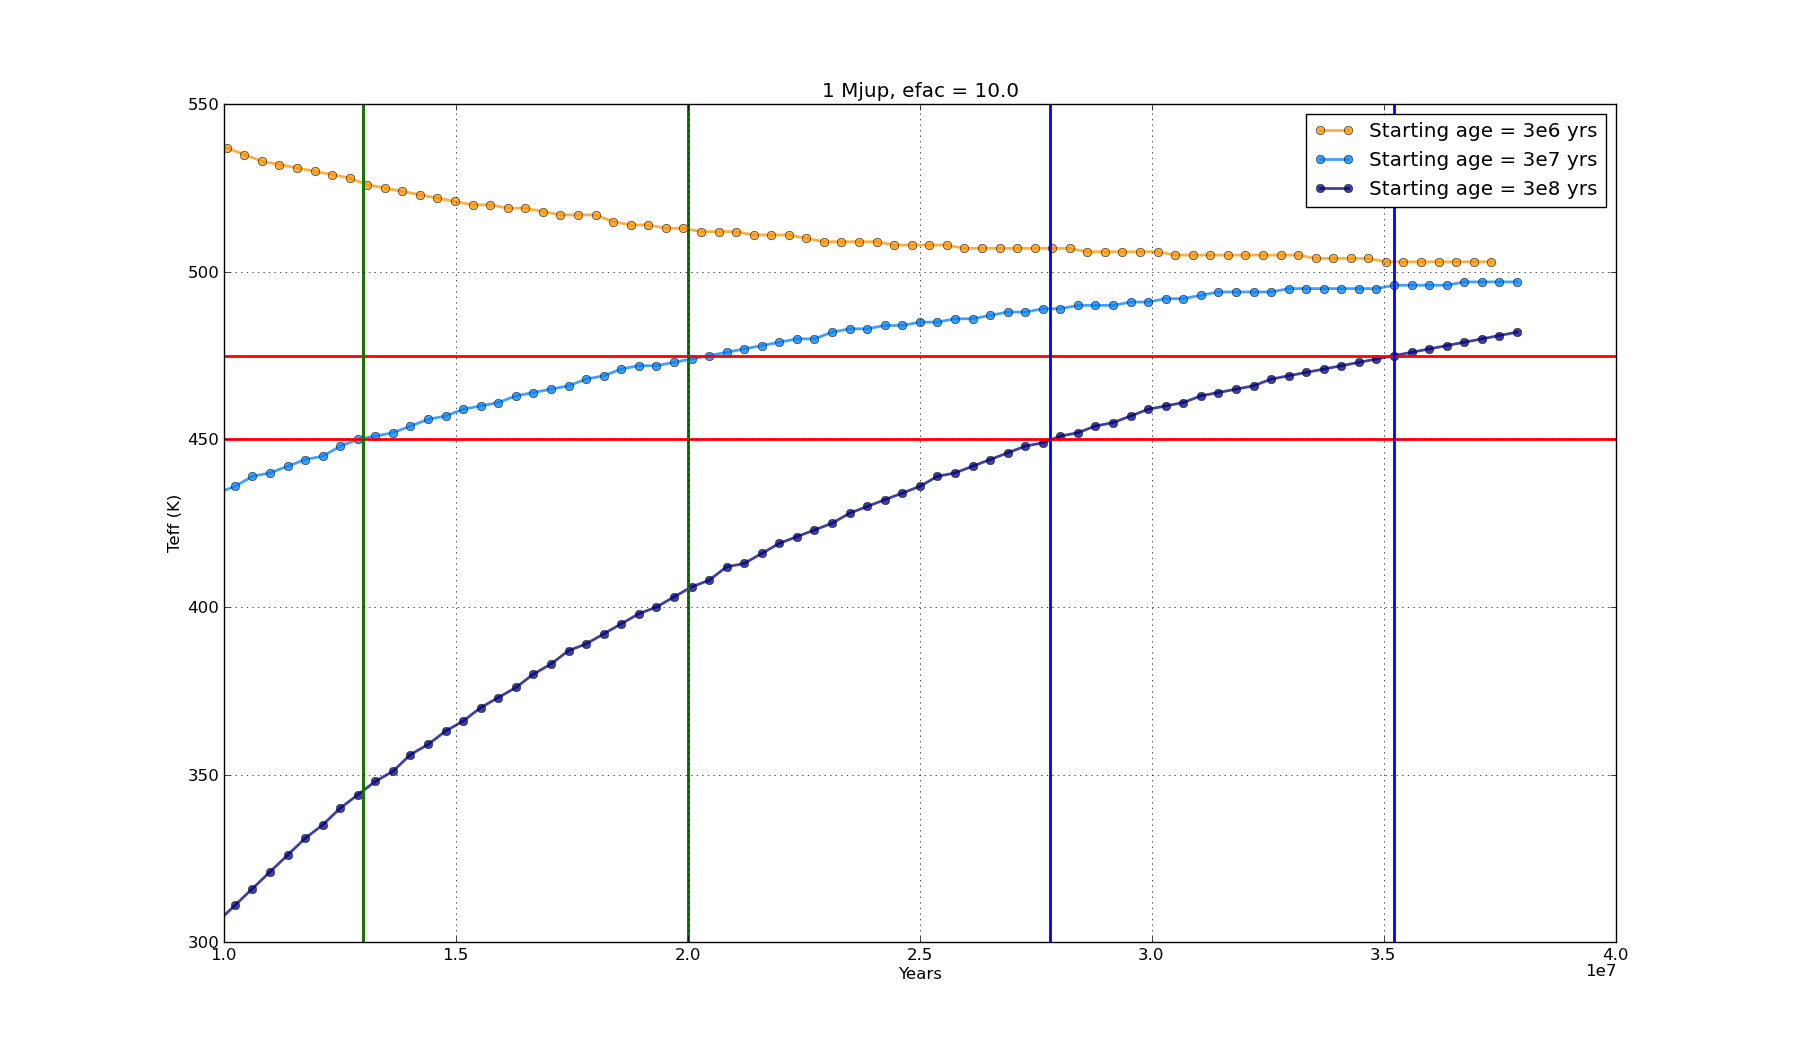 1 Mjup, efac = 10.0
550
500
450
400
350
300
Teff (K)
Starting age = 3e6 yrs
Starting age = 3e7 yrs
Starting age = 3e8 yrs
1.0 1.5 2.0 2.5 3.0 3.5 4.0
1e7
Years